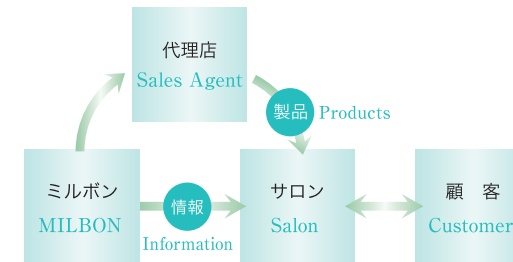 代理店
Sales Agent
製品
Products
ミルボン
MILBON
情報
Information
サロン
Salon
顧　客
Customer